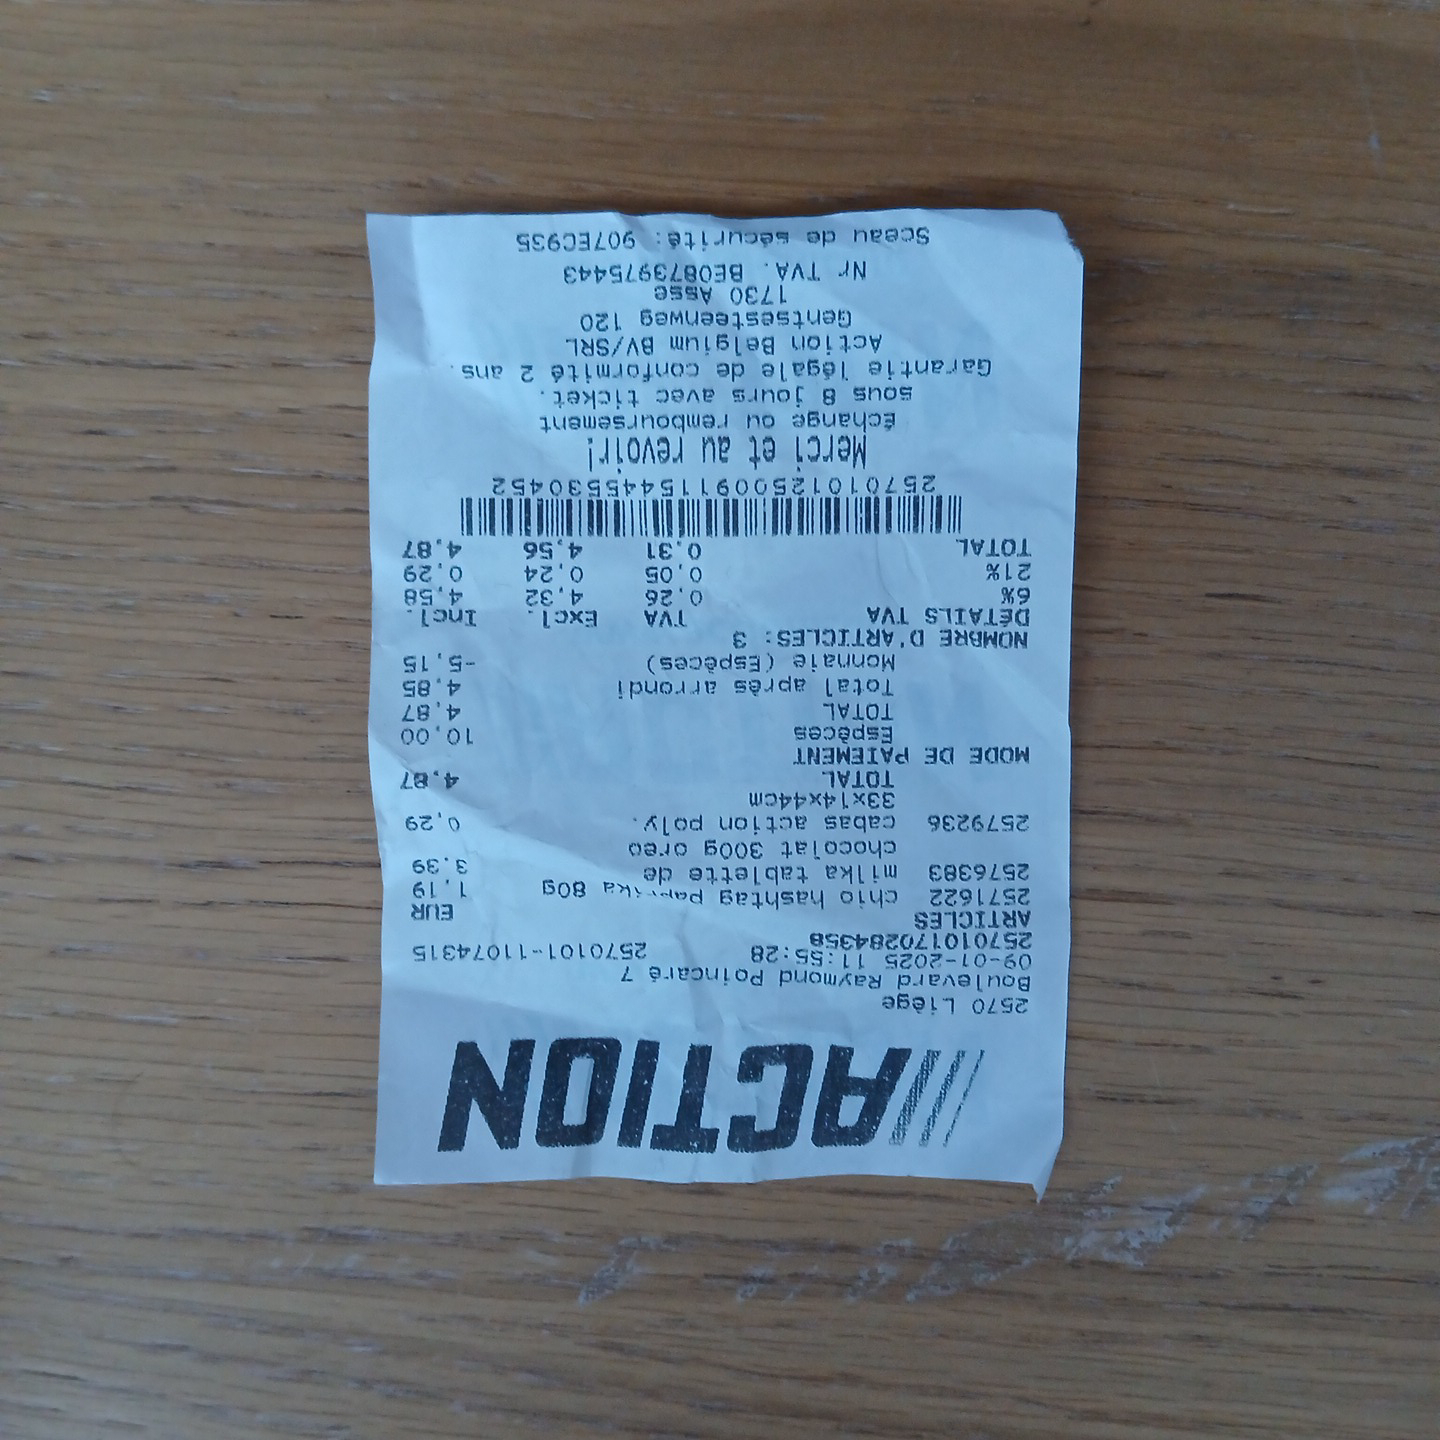 ACTION
2570 Liège
Boulevard Raymond Poincaré 7
09-01-2025 11:55:28 2570101-11074315
2570101170284358
ARTICLES EUR
2571622 chio hashtag paprika 80g 1,19
2576383 milka tablette de 3,39
chocolat 300g oreo
2579236 cabas action poly. 0,29
33x14x44cm
TOTAL 4,87
MODE DE PAIEMENT
Espèces 10,00
TOTAL 4,87
Total après arrondi 4,85
Monnaie (Espèces) -5,15
NOMBRE D'ARTICLES: 3
DÉTAILS TVA TVA Excl. Incl.
6% 0,26 4,32 4,58
21% 0,05 0,24 0,29
TOTAL 0,31 4,56 4,87
2570101250091154455530452
Merci et au revoir!
Échange ou remboursement
sous 8 jours avec ticket.
Garantie légale de conformité 2 ans.
Action Belgium BV/SRL
Gentsesteenweg 120
1730 Asse
Nr TVA. BE0873975443
Sceau de sécurité: 907EC935